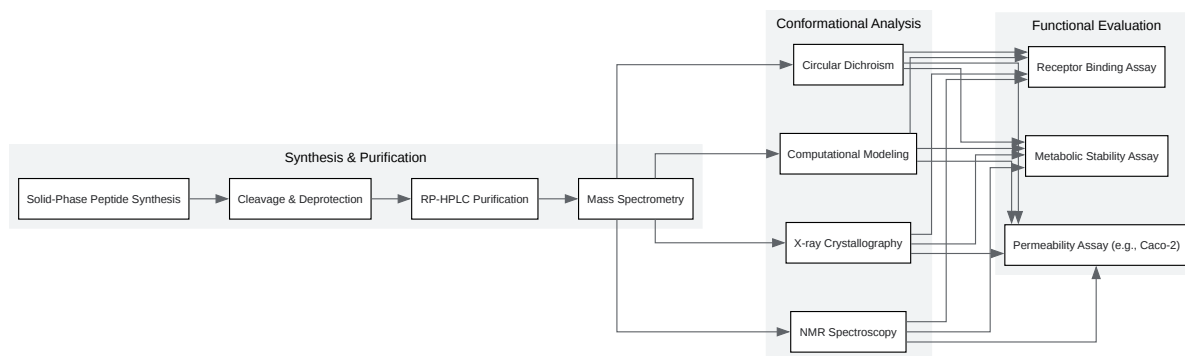 Synthesis & Purification
Solid-Phase Peptide Synthesis
Cleavage & Deprotection
RP-HPLC Purification
Mass Spectrometry
Conformational Analysis
Circular Dichroism
Computational Modeling
X-ray Crystallography
NMR Spectroscopy
Functional Evaluation
Receptor Binding Assay
Metabolic Stability Assay
Permeability Assay (e.g., Caco-2)